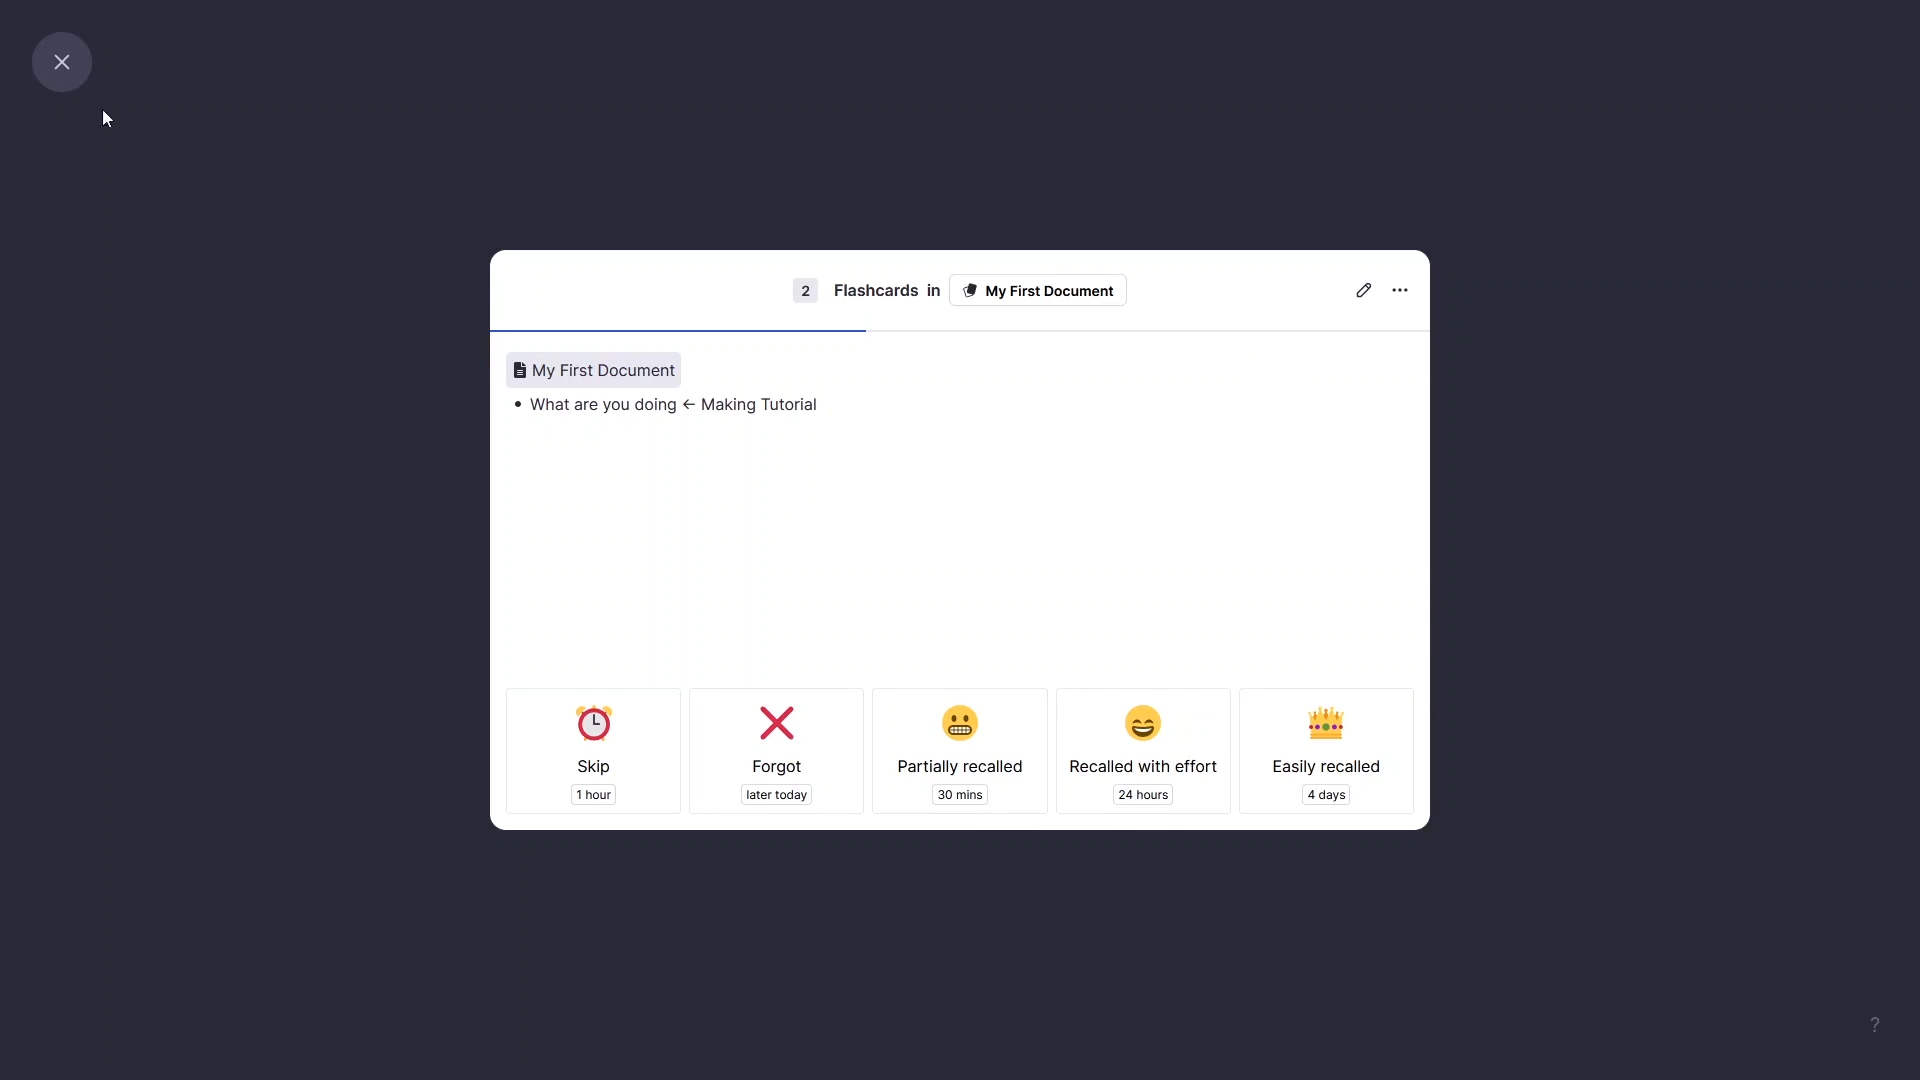 2 Flashcards in My First Document
My First Document
• What are you doing ← Making Tutorial
Skip
1 hour
Forgot
later today
Partially recalled
30 mins
Recalled with effort
24 hours
Easily recalled
4 days
?